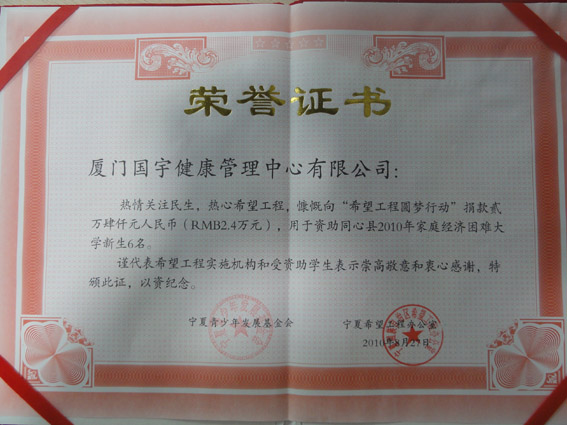 荣誉证书
厦门国宇健康管理中心有限公司：
热情关注民生，热心希望工程，慷慨向“希望工程圆梦行动”捐款贰
万肆仟元人民币（RMB2.4万元），用于资助同心县2010年家庭经济困难大
学新生6名。
谨代表希望工程实施机构和受资助学生表示崇高敬意和衷心感谢，特
颁此证，以资纪念。
宁夏青少年发展基金会 宁夏希望工程办公室
2010年8月27日